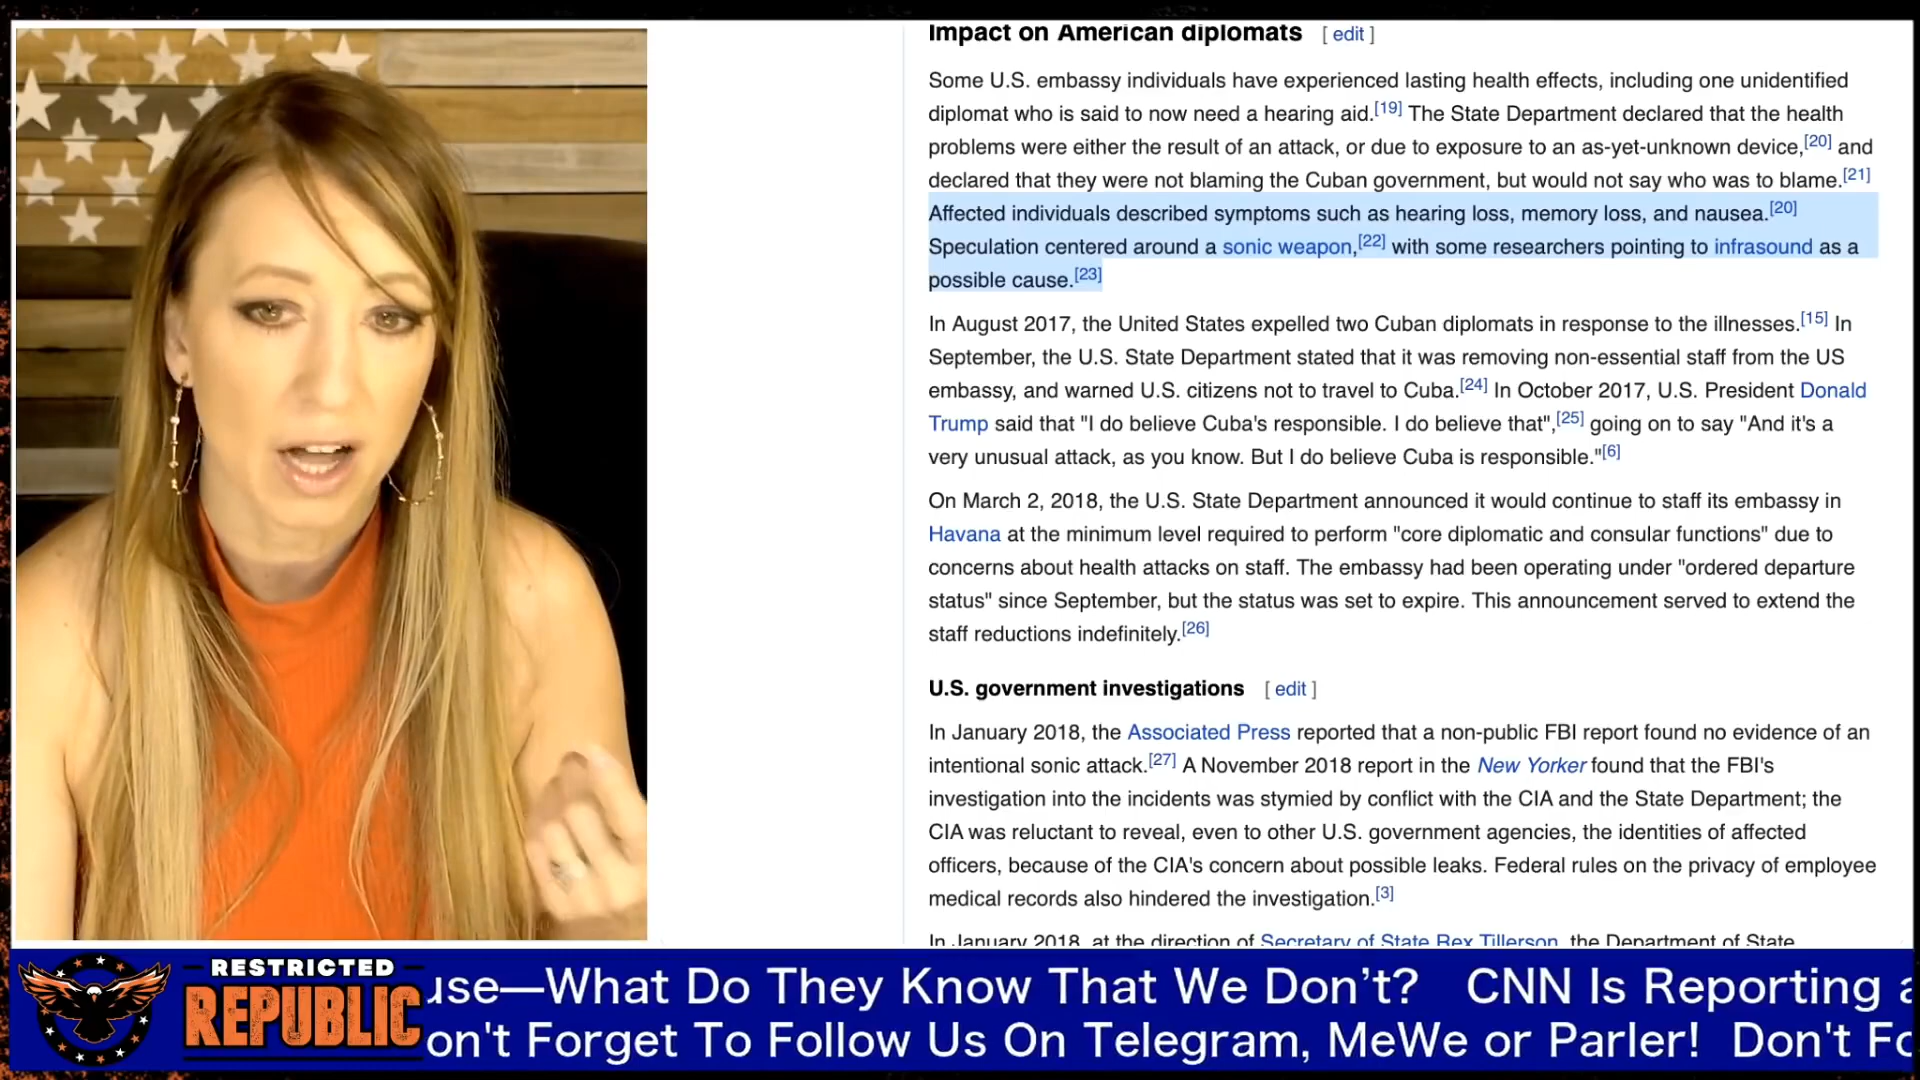 Impact on American diplomats [ edit ]
Some U.S. embassy individuals have experienced lasting health effects, including one unidentified
diplomat who is said to now need a hearing aid.[19] The State Department declared that the health
problems were either the result of an attack, or due to exposure to an as-yet-unknown device,[20] and
declared that they were not blaming the Cuban government, but would not say who was to blame.[21]
Affected individuals described symptoms such as hearing loss, memory loss, and nausea.[20]
Speculation centered around a sonic weapon,[22] with some researchers pointing to infrasound as a
possible cause.[23]
In August 2017, the United States expelled two Cuban diplomats in response to the illnesses.[15] In
September, the U.S. State Department stated that it was removing non-essential staff from the US
embassy, and warned U.S. citizens not to travel to Cuba.[24] In October 2017, U.S. President Donald
Trump said that "I do believe Cuba's responsible. I do believe that",[25] going on to say "And it's a
very unusual attack, as you know. But I do believe Cuba is responsible."[6]
On March 2, 2018, the U.S. State Department announced it would continue to staff its embassy in
Havana at the minimum level required to perform "core diplomatic and consular functions" due to
concerns about health attacks on staff. The embassy had been operating under "ordered departure
status" since September, but the status was set to expire. This announcement served to extend the
staff reductions indefinitely.[26]
U.S. government investigations [ edit ]
In January 2018, the Associated Press reported that a non-public FBI report found no evidence of an
intentional sonic attack.[27] A November 2018 report in the New Yorker found that the FBI's
investigation into the incidents was stymied by conflict with the CIA and the State Department; the
CIA was reluctant to reveal, even to other U.S. government agencies, the identities of affected
officers, because of the CIA's concern about possible leaks. Federal rules on the privacy of employee
medical records also hindered the investigation.[3]
In January 2018, at the direction of Secretary of State Rex Tillerson, the Department of State
RESTRICTED
REPUBLIC
use—What Do They Know That We Don't? CNN Is Reporting a
on't Forget To Follow Us On Telegram, MeWe or Parler! Don't Fo